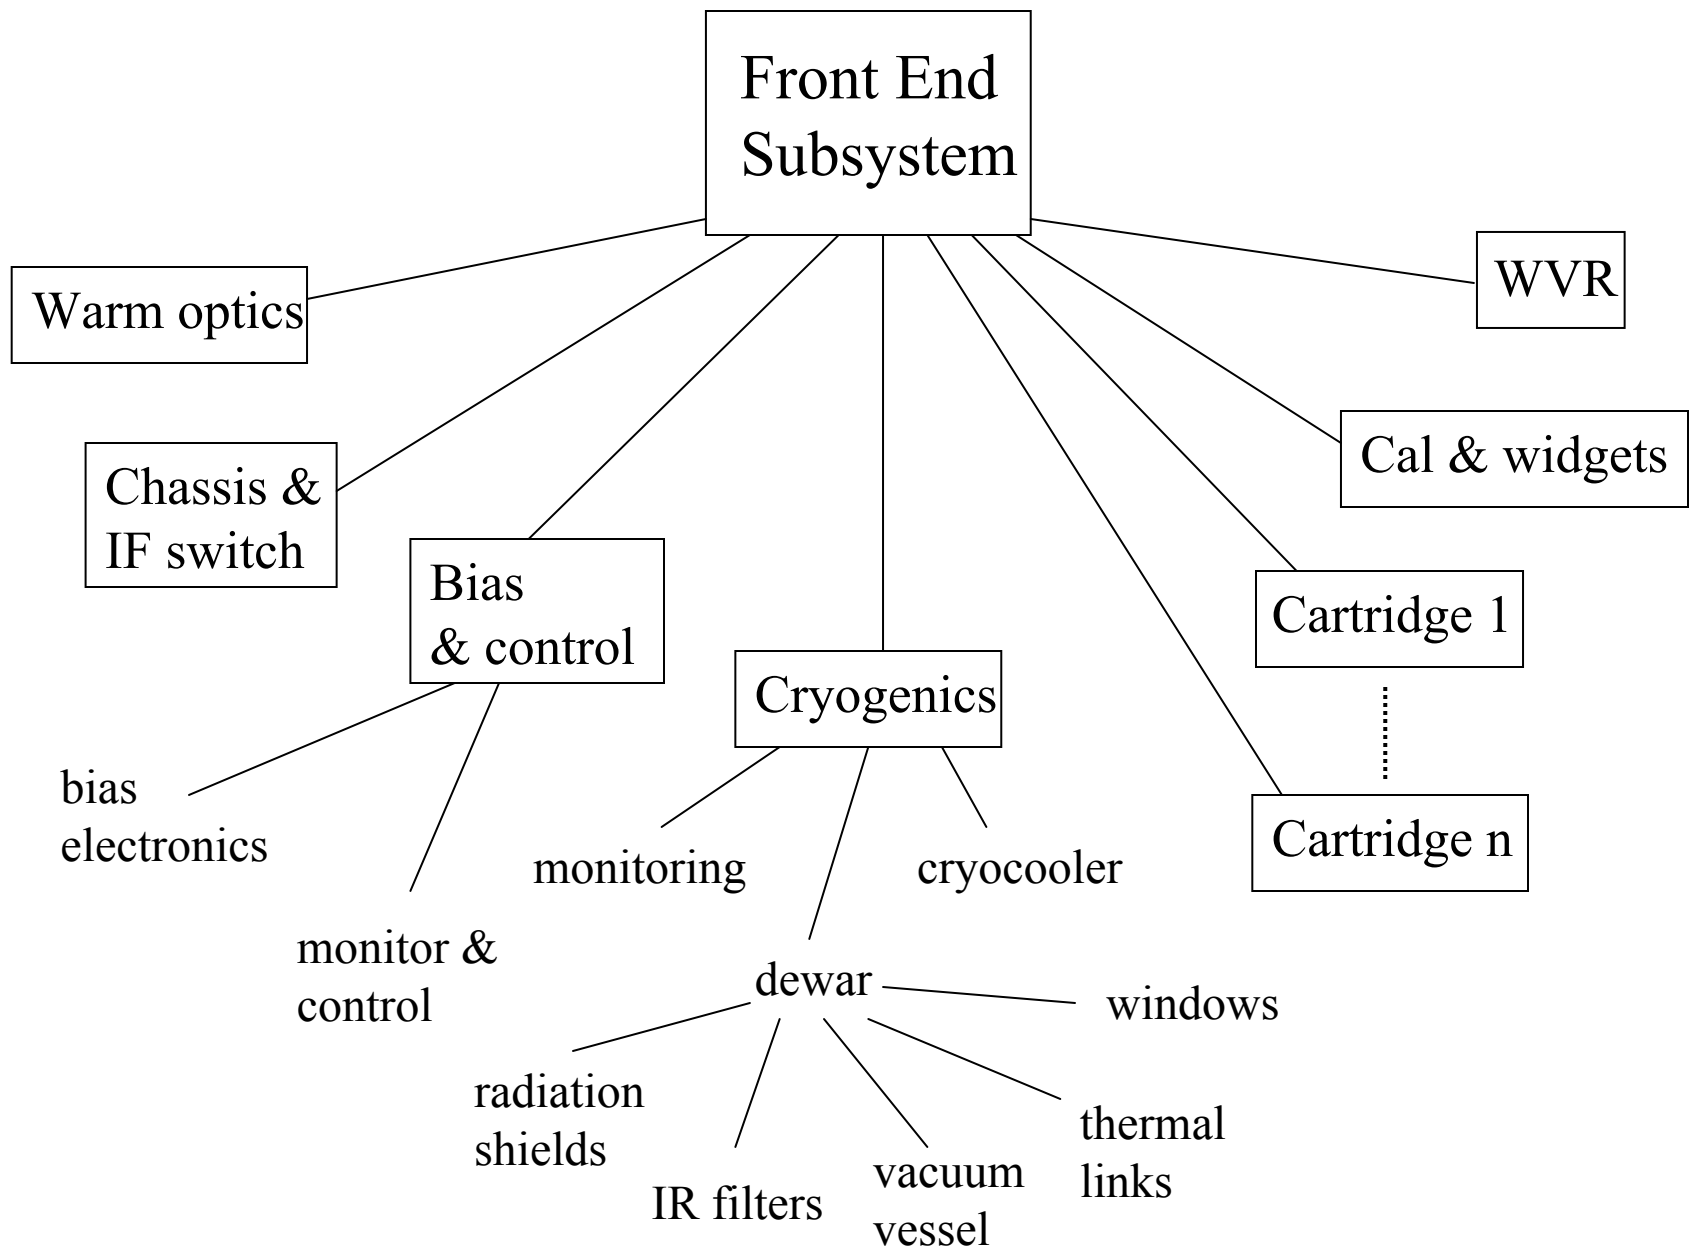 Front End
Subsystem
Warm optics
WVR
Chassis &
IF switch
Cal & widgets
Bias
& control
Cartridge 1
Cryogenics
Cartridge n
bias
electronics
monitoring
cryocooler
monitor &
control
dewar
windows
radiation
shields
IR filters
vacuum
vessel
thermal
links